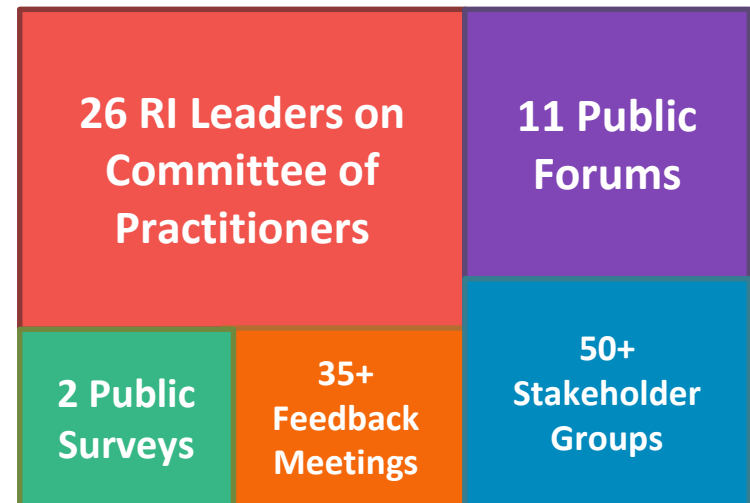 26 RI Leaders on
Committee of
Practitioners
11 Public
Forums
2 Public
Surveys
35+
Feedback
Meetings
50+
Stakeholder
Groups